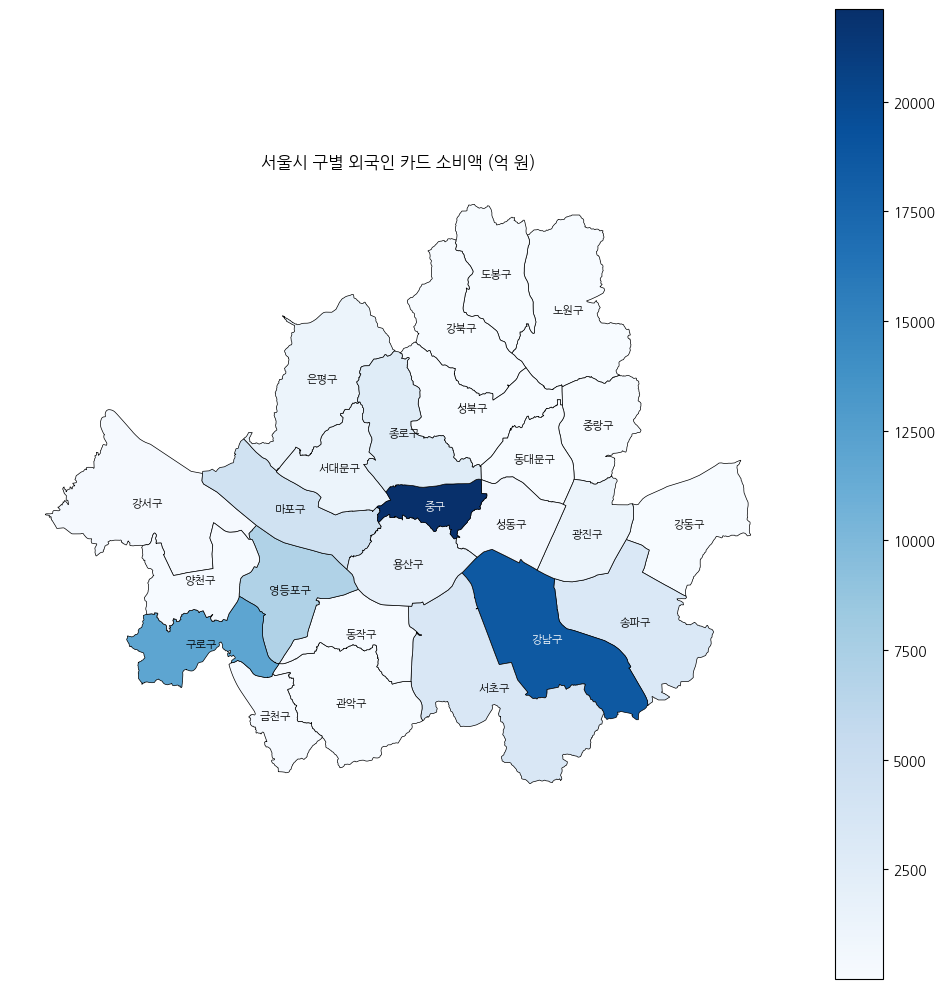 서울시 구별 외국인 카드 소비액 (억 원)
도봉구
노원구
강북구
은평구
성북구
중랑구
종로구
동대문구
서대문구
강서구
마포구
중구
성동구
광진구
강동구
용산구
양천구
영등포구
송파구
동작구
강남구
구로구
서초구
관악구
금천구
20000
17500
15000
12500
10000
7500
5000
2500